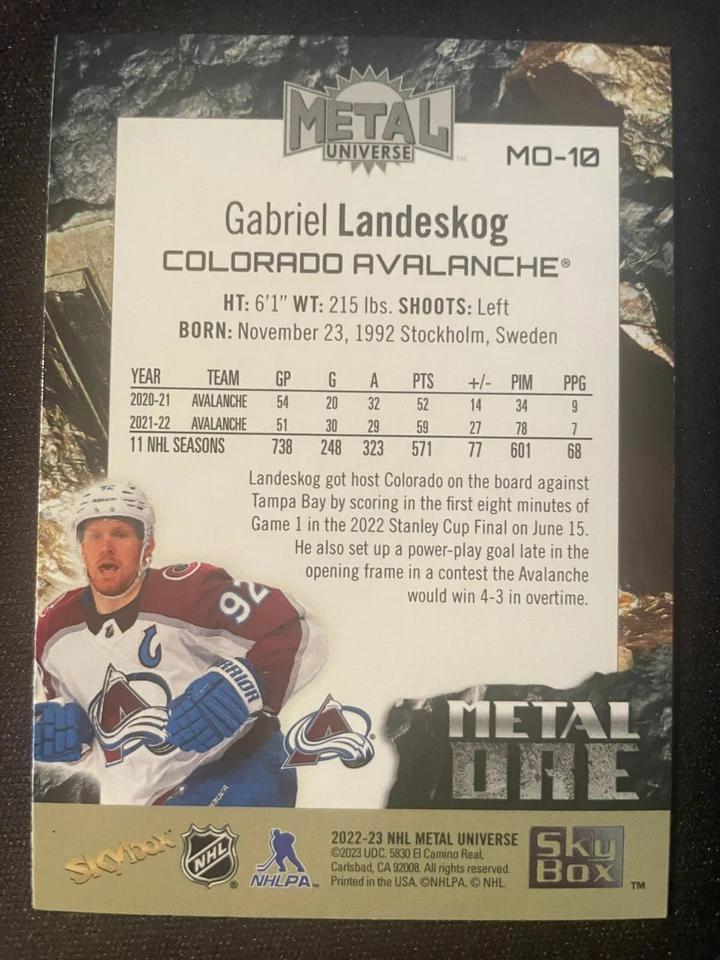 METAL
UNIVERSE
TM
MO-10
Gabriel Landeskog
COLORADO AVALANCHE®
HT: 6'1" WT: 215 lbs. SHOOTS: Left
BORN: November 23, 1992 Stockholm, Sweden
YEAR TEAM GP G A PTS +/- PIM PPG
2020-21 AVALANCHE 54 20 32 52 14 34 9
2021-22 AVALANCHE 51 30 29 59 27 78 7
11 NHL SEASONS 738 248 323 571 77 601 68
Landeskog got host Colorado on the board against
Tampa Bay by scoring in the first eight minutes of
Game 1 in the 2022 Stanley Cup Final on June 15.
He also set up a power-play goal late in the
opening frame in a contest the Avalanche
would win 4-3 in overtime.
92
92
WARRIOR
METAL
ORE
SKYBOX
NHL
®
NHLPA™
2022-23 NHL METAL UNIVERSE
©2023 UDC. 5830 El Camino Real,
Carlsbad, CA 92008. All rights reserved.
Printed in the USA. ©NHLPA. © NHL.
Sky
Box
TM